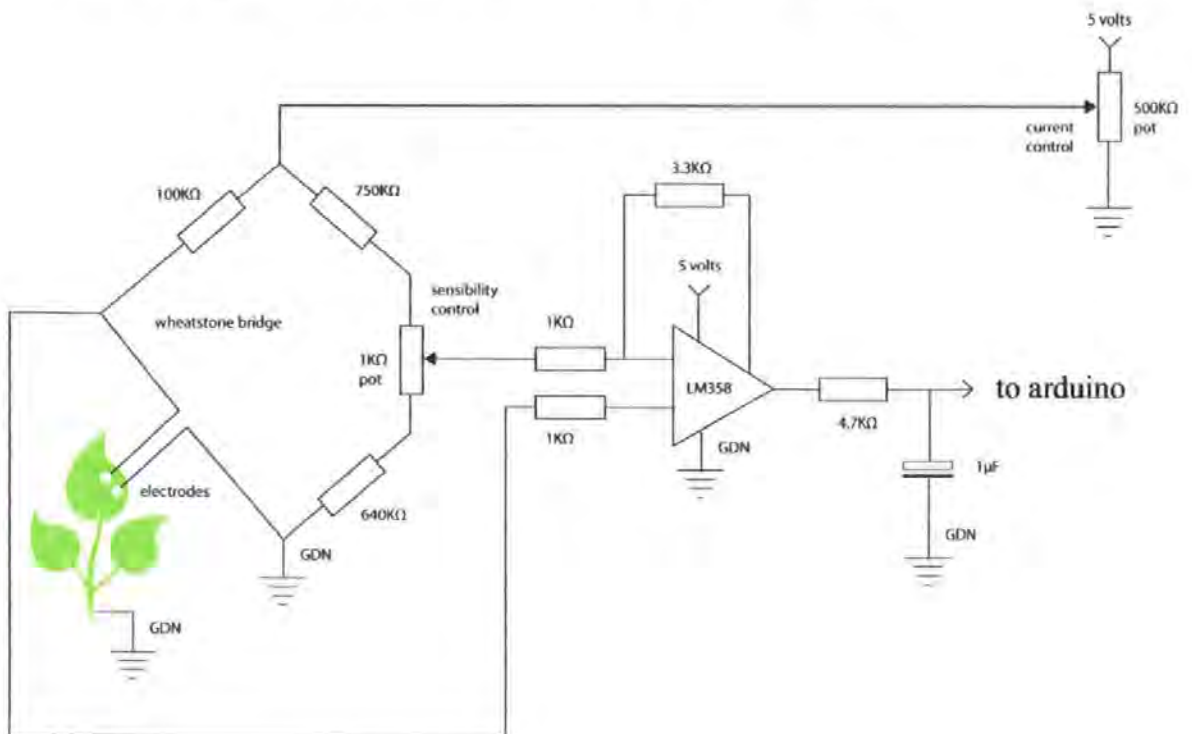 5 volts
500KΩ
pot
current
control
100KΩ
750KΩ
3.3KΩ
5 volts
sensibility
control
wheatstone bridge
1KΩ
1KΩ
pot
LM358
to arduino
4.7KΩ
1KΩ
GDN
1µF
electrodes
640KΩ
GDN
GDN
GDN